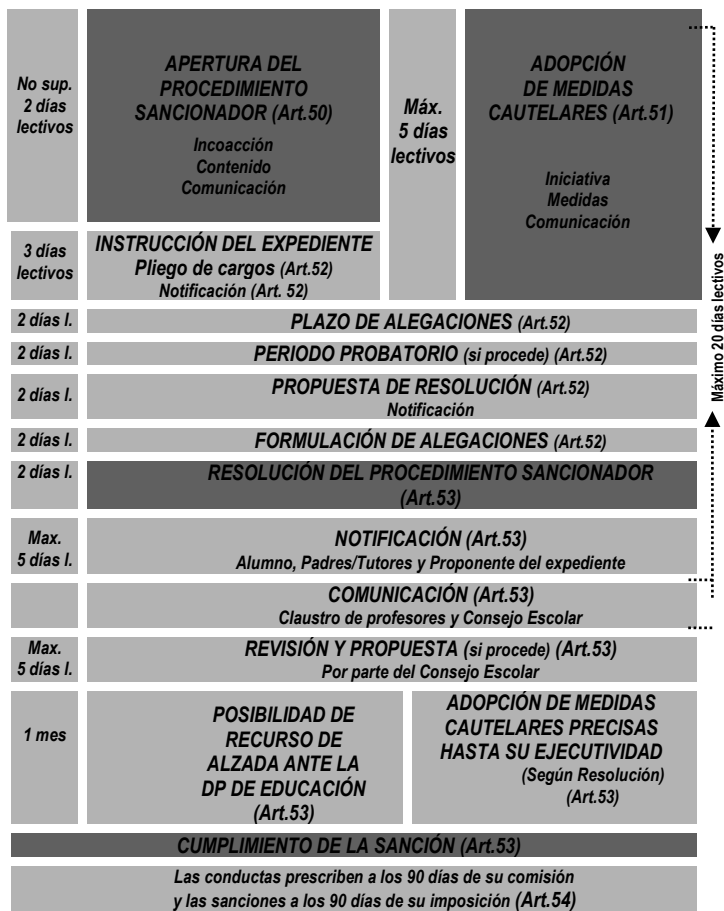 No sup.
2 días
lectivos
APERTURA DEL
PROCEDIMIENTO
SANCIONADOR (Art.50)
Incoacción
Contenido
Comunicación
Máx.
5 días
lectivos
ADOPCIÓN
DE MEDIDAS
CAUTELARES (Art.51)
Iniciativa
Medidas
Comunicación
3 días
lectivos
INSTRUCCIÓN DEL EXPEDIENTE
Pliego de cargos (Art.52)
Notificación (Art. 52)
2 días l.
PLAZO DE ALEGACIONES (Art.52)
2 días l.
PERIODO PROBATORIO (si procede) (Art.52)
2 días l.
PROPUESTA DE RESOLUCIÓN (Art.52)
Notificación
2 días l.
FORMULACIÓN DE ALEGACIONES (Art.52)
2 días l.
RESOLUCIÓN DEL PROCEDIMIENTO SANCIONADOR
(Art.53)
Max.
5 días l.
NOTIFICACIÓN (Art.53)
Alumno, Padres/Tutores y Proponente del expediente
COMUNICACIÓN (Art.53)
Claustro de profesores y Consejo Escolar
Máximo 20 días lectivos
Max.
5 días l.
REVISIÓN Y PROPUESTA (si procede) (Art.53)
Por parte del Consejo Escolar
1 mes
POSIBILIDAD DE
RECURSO DE
ALZADA ANTE LA
DP DE EDUCACIÓN
(Art.53)
ADOPCIÓN DE MEDIDAS
CAUTELARES PRECISAS
HASTA SU EJECUTIVIDAD
(Según Resolución)
(Art.53)
CUMPLIMIENTO DE LA SANCIÓN (Art.53)
Las conductas prescriben a los 90 días de su comisión
y las sanciones a los 90 días de su imposición (Art.54)